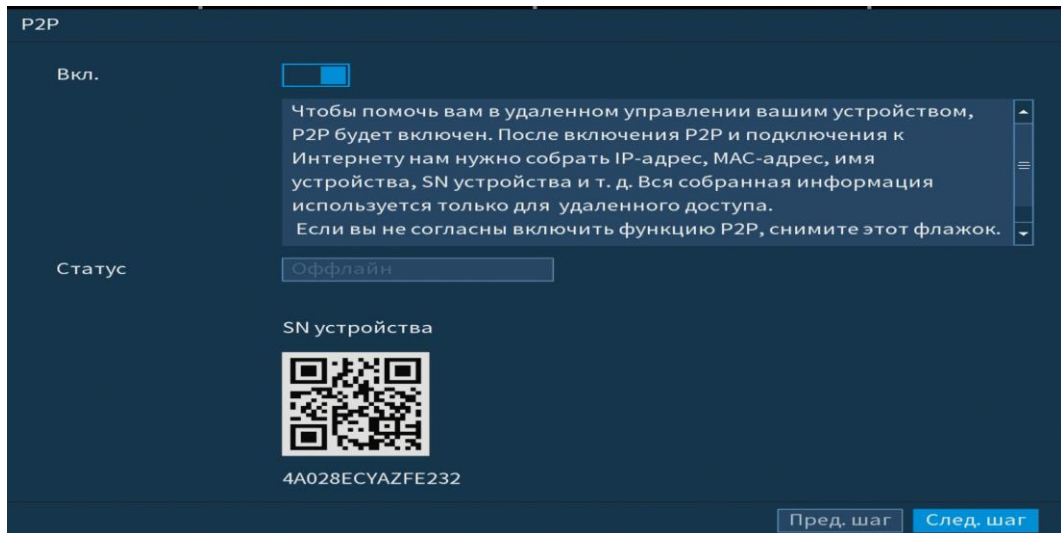 P2P
Вкл.
Чтобы помочь вам в удаленном управлении вашим устройством,
P2P будет включен. После включения P2P и подключения к
Интернету нам нужно собрать IP-адрес, MAC-адрес, имя
устройства, SN устройства и т. д. Вся собранная информация
используется только для удаленного доступа.
Если вы не согласны включить функцию P2P, снимите этот флажок.
Статус
Оффлайн
SN устройства
4A028ECYAZFE232
Пред. шаг
След. шаг